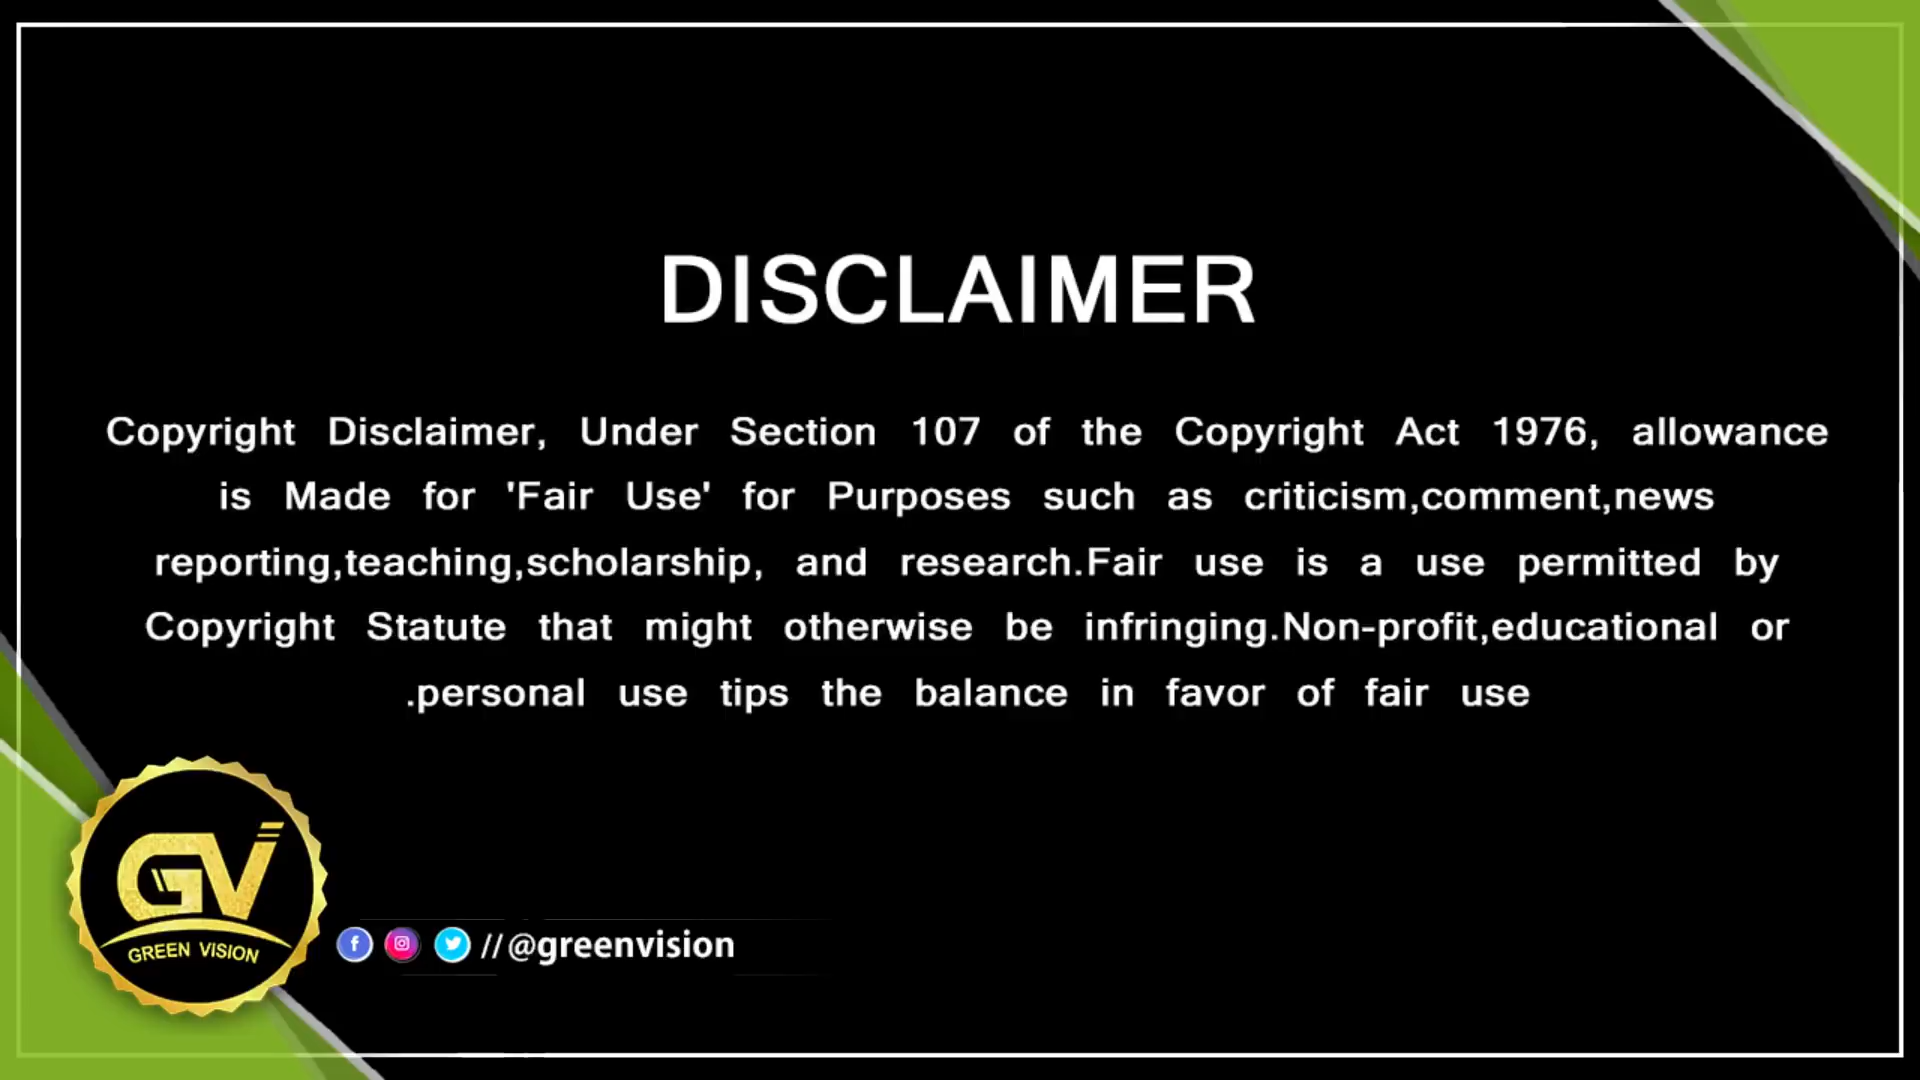 DISCLAIMER
Copyright Disclaimer, Under Section 107 of the Copyright Act 1976, allowance
is Made for 'Fair Use' for Purposes such as criticism,comment,news
reporting,teaching,scholarship, and research.Fair use is a use permitted by
Copyright Statute that might otherwise be infringing.Non-profit,educational or
.personal use tips the balance in favor of fair use
GV
GREEN VISION
//@greenvision